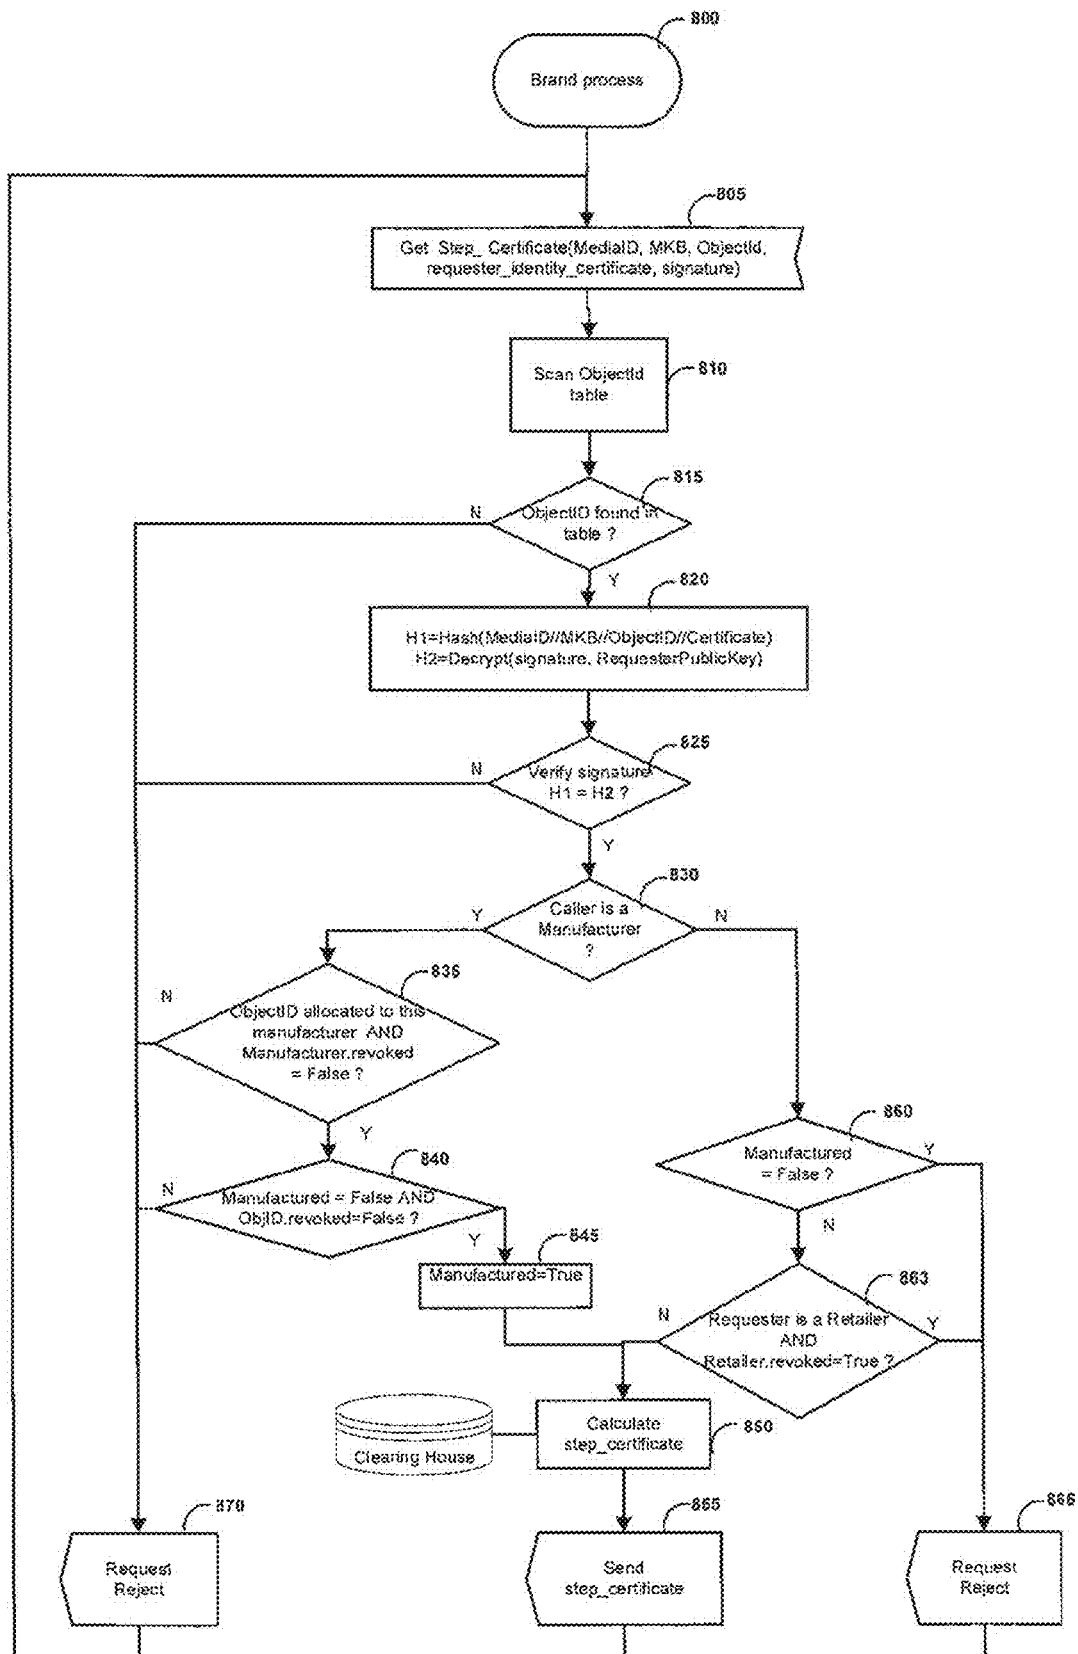 800
Brand process
805
Get_Step_ Certificate(MediaID, MKB, ObjectId,
requester_identity_certificate, signature)
Scan ObjectId
table
810
815
N
ObjectID found in
table ?
Y
820
H1=Hash(MediaID//MKB//ObjectID//Certificate)
H2=Decrypt(signature, RequesterPublicKey)
825
N
Verify signature
H1 = H2 ?
Y
830
Y
Caller is a
Manufacturer
?
N
835
N
ObjectID allocated to this
manufacturer AND
Manufacturer.revoked
= False ?
Y
860
Manufactured
= False ?
Y
N
840
N
Manufactured = False AND
ObjID.revoked=False ?
Y
845
Manufactured=True
863
N
Requester is a Retailer
AND
Retailer.revoked=True ?
Y
Clearing House
Calculate
step_certificate
850
870
Request
Reject
865
Send
step_certificate
866
Request
Reject